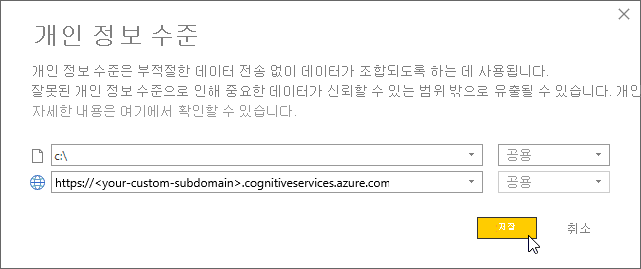 개인 정보 수준
개인 정보 수준은 부적절한 데이터 전송 없이 데이터가 조합되도록 하는 데 사용됩니다.
잘못된 개인 정보 수준으로 인해 중요한 데이터가 신뢰할 수 있는 범위 밖으로 유출될 수 있습니다. 개인
자세한 내용은 여기에서 확인할 수 있습니다.
c:\ 공용
https://<your-custom-subdomain>.cognitiveservices.azure.com 공용
저장 취소